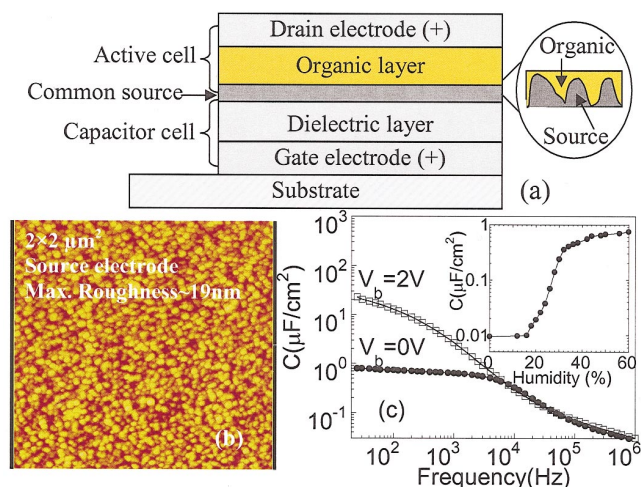 Drain electrode (+)
Active cell
Organic layer
Common source
Capacitor cell
Dielectric layer
Gate electrode (+)
Substrate
(a)
Organic
Source
2×2 μm²
Source electrode
Max. Roughness~19nm
(b)
C(μF/cm²)
10³
10²
10¹
10⁰
10⁻¹
V_b=2V
V_b=0V
(c)
10² 10³ 10⁴ 10⁵ 10⁶
Frequency(Hz)
C(μF/cm²)
1
0.1
0.01
0 20 40 60
Humidity (%)